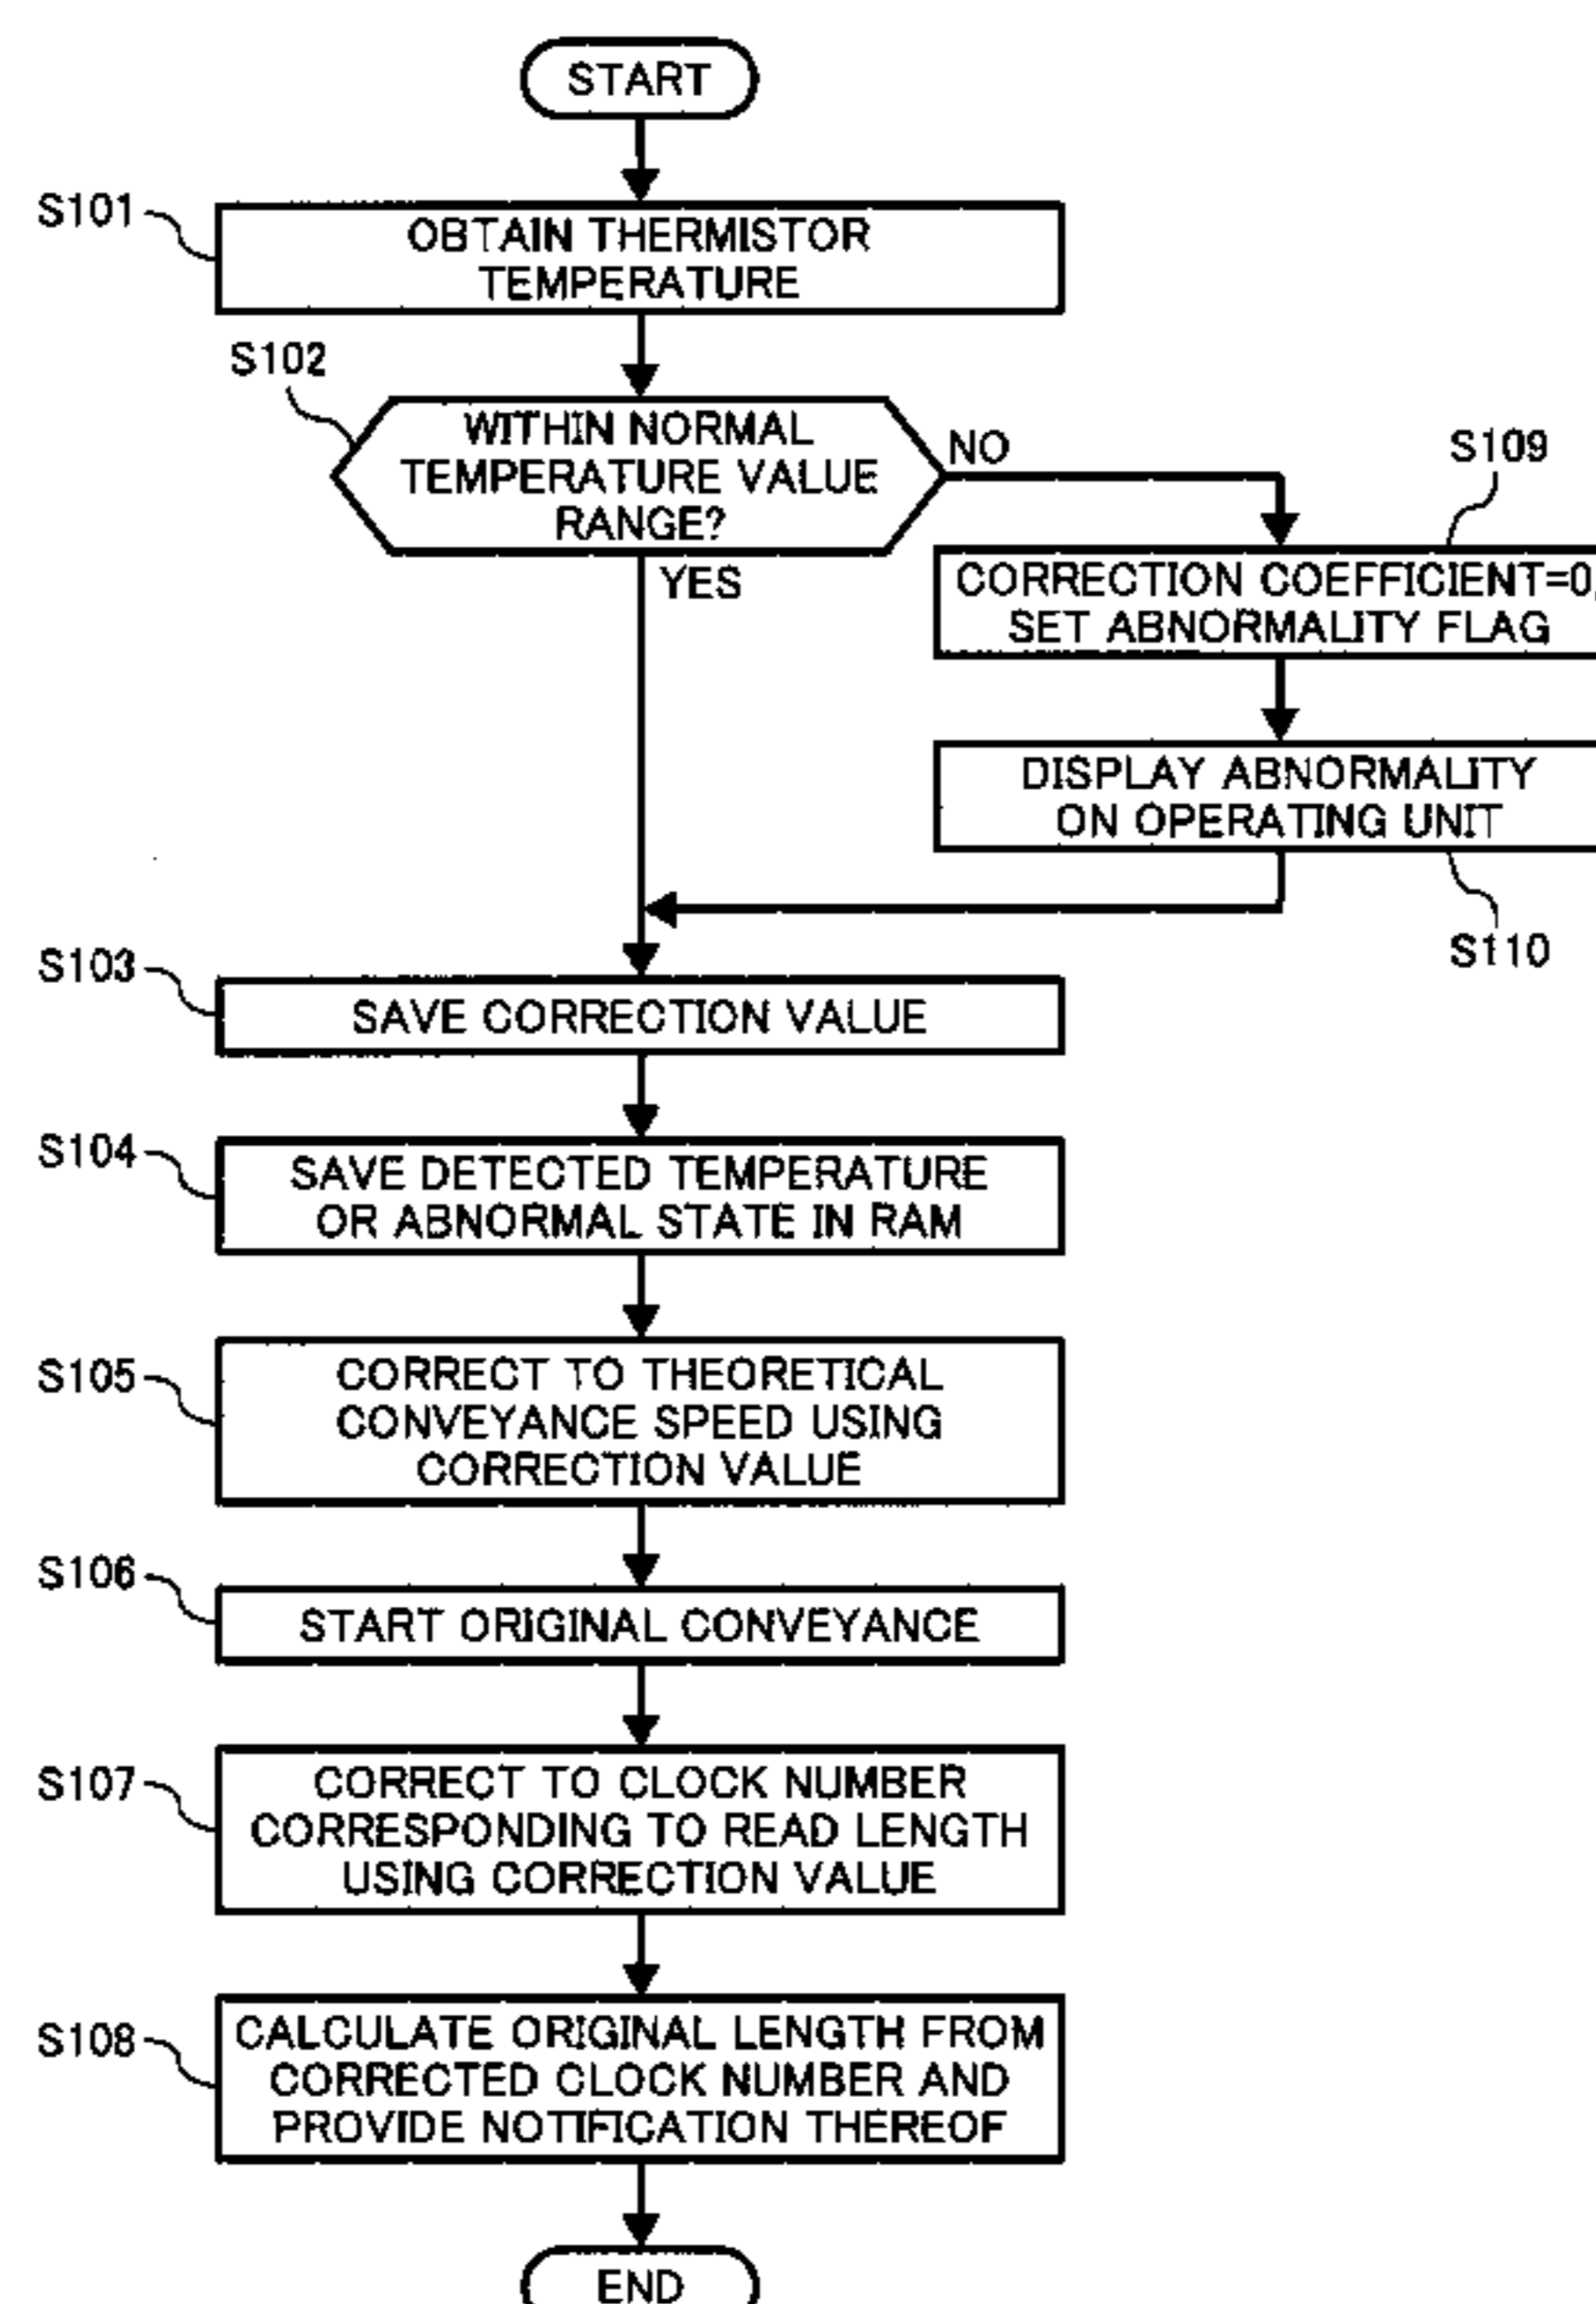 START
S101
OBTAIN THERMISTOR
TEMPERATURE
S102
WITHIN NORMAL
TEMPERATURE VALUE
RANGE?
NO
YES
S109
CORRECTION COEFFICIENT=0,
SET ABNORMALITY FLAG
DISPLAY ABNORMALITY
ON OPERATING UNIT
S110
S103
SAVE CORRECTION VALUE
S104
SAVE DETECTED TEMPERATURE
OR ABNORMAL STATE IN RAM
S105
CORRECT TO THEORETICAL
CONVEYANCE SPEED USING
CORRECTION VALUE
S106
START ORIGINAL CONVEYANCE
S107
CORRECT TO CLOCK NUMBER
CORRESPONDING TO READ LENGTH
USING CORRECTION VALUE
S108
CALCULATE ORIGINAL LENGTH FROM
CORRECTED CLOCK NUMBER AND
PROVIDE NOTIFICATION THEREOF
END